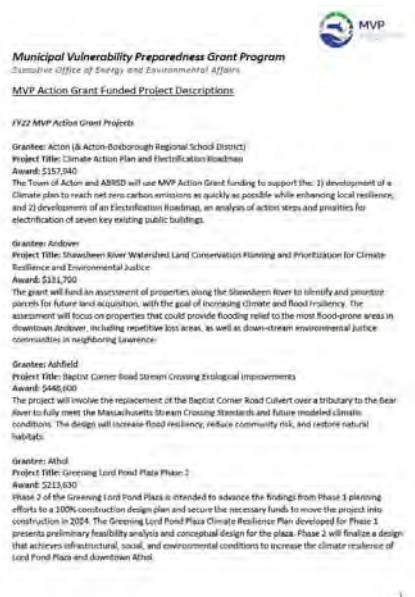 MVP
Municipal Vulnerability Preparedness Grant Program
Executive Office of Energy and Environmental Affairs
MVP Action Grant Funded Project Descriptions
FY22 MVP Action Grant Projects
Grantee: Acton (& Acton-Boxborough Regional School District)
Project Title: Climate Action Plan and Electrification Roadmap
Award: $157,940
The Town of Acton and ABRSD will use MVP Action Grant funding to support the: 1) development of a
Climate plan to reach net zero carbon emissions as quickly as possible while enhancing local resilience,
and 2) development of an Electrification Roadmap, an analysis of action steps and priorities for
electrification of seven key existing public buildings.
Grantee: Andover
Project Title: Shawsheen River Watershed Land Conservation Planning and Prioritization for Climate
Resilience and Environmental Justice
Award:
The grant will fund an assessment of properties along the Shawsheen River to identify and prioritize
parcels for future land acquisition, with the goal of increasing climate and flood resiliency. The
assessment will focus on properties that could provide flooding relief to the most flood-prone areas in
downtown Andover, including repetitive loss areas, as well as down-stream environmental justice
communities in neighboring Lawrence.
Grantee: Ashfield
Project Title: Baptist Corner Road Stream Crossing Ecological Improvements
Award:
The project will involve the replacement of the Baptist Corner Road Culvert over a tributary to the Bear
River to fully meet the Massachusetts Stream Crossing Standards and future modeled climatic
conditions. The design will increase flood resiliency, reduce community risk, and restore natural
habitats.
Grantee: Athol
Project Title: Greening Lord Pond Plaza Phase 2
Award: $213,630
Phase 2 of the Greening Lord Pond Plaza is intended to advance the findings from Phase 1 planning
efforts to a 100% construction design plan and secure the necessary funds to move the project into
construction in 2024. The Greening Lord Pond Plaza Climate Resilience Plan developed for Phase 1
presents preliminary feasibility analysis and conceptual design for the plaza. Phase 2 will finalize a design
that achieves infrastructural, social, and environmental conditions to increase the climate resilience of
Lord Pond Plaza and downtown Athol.
1